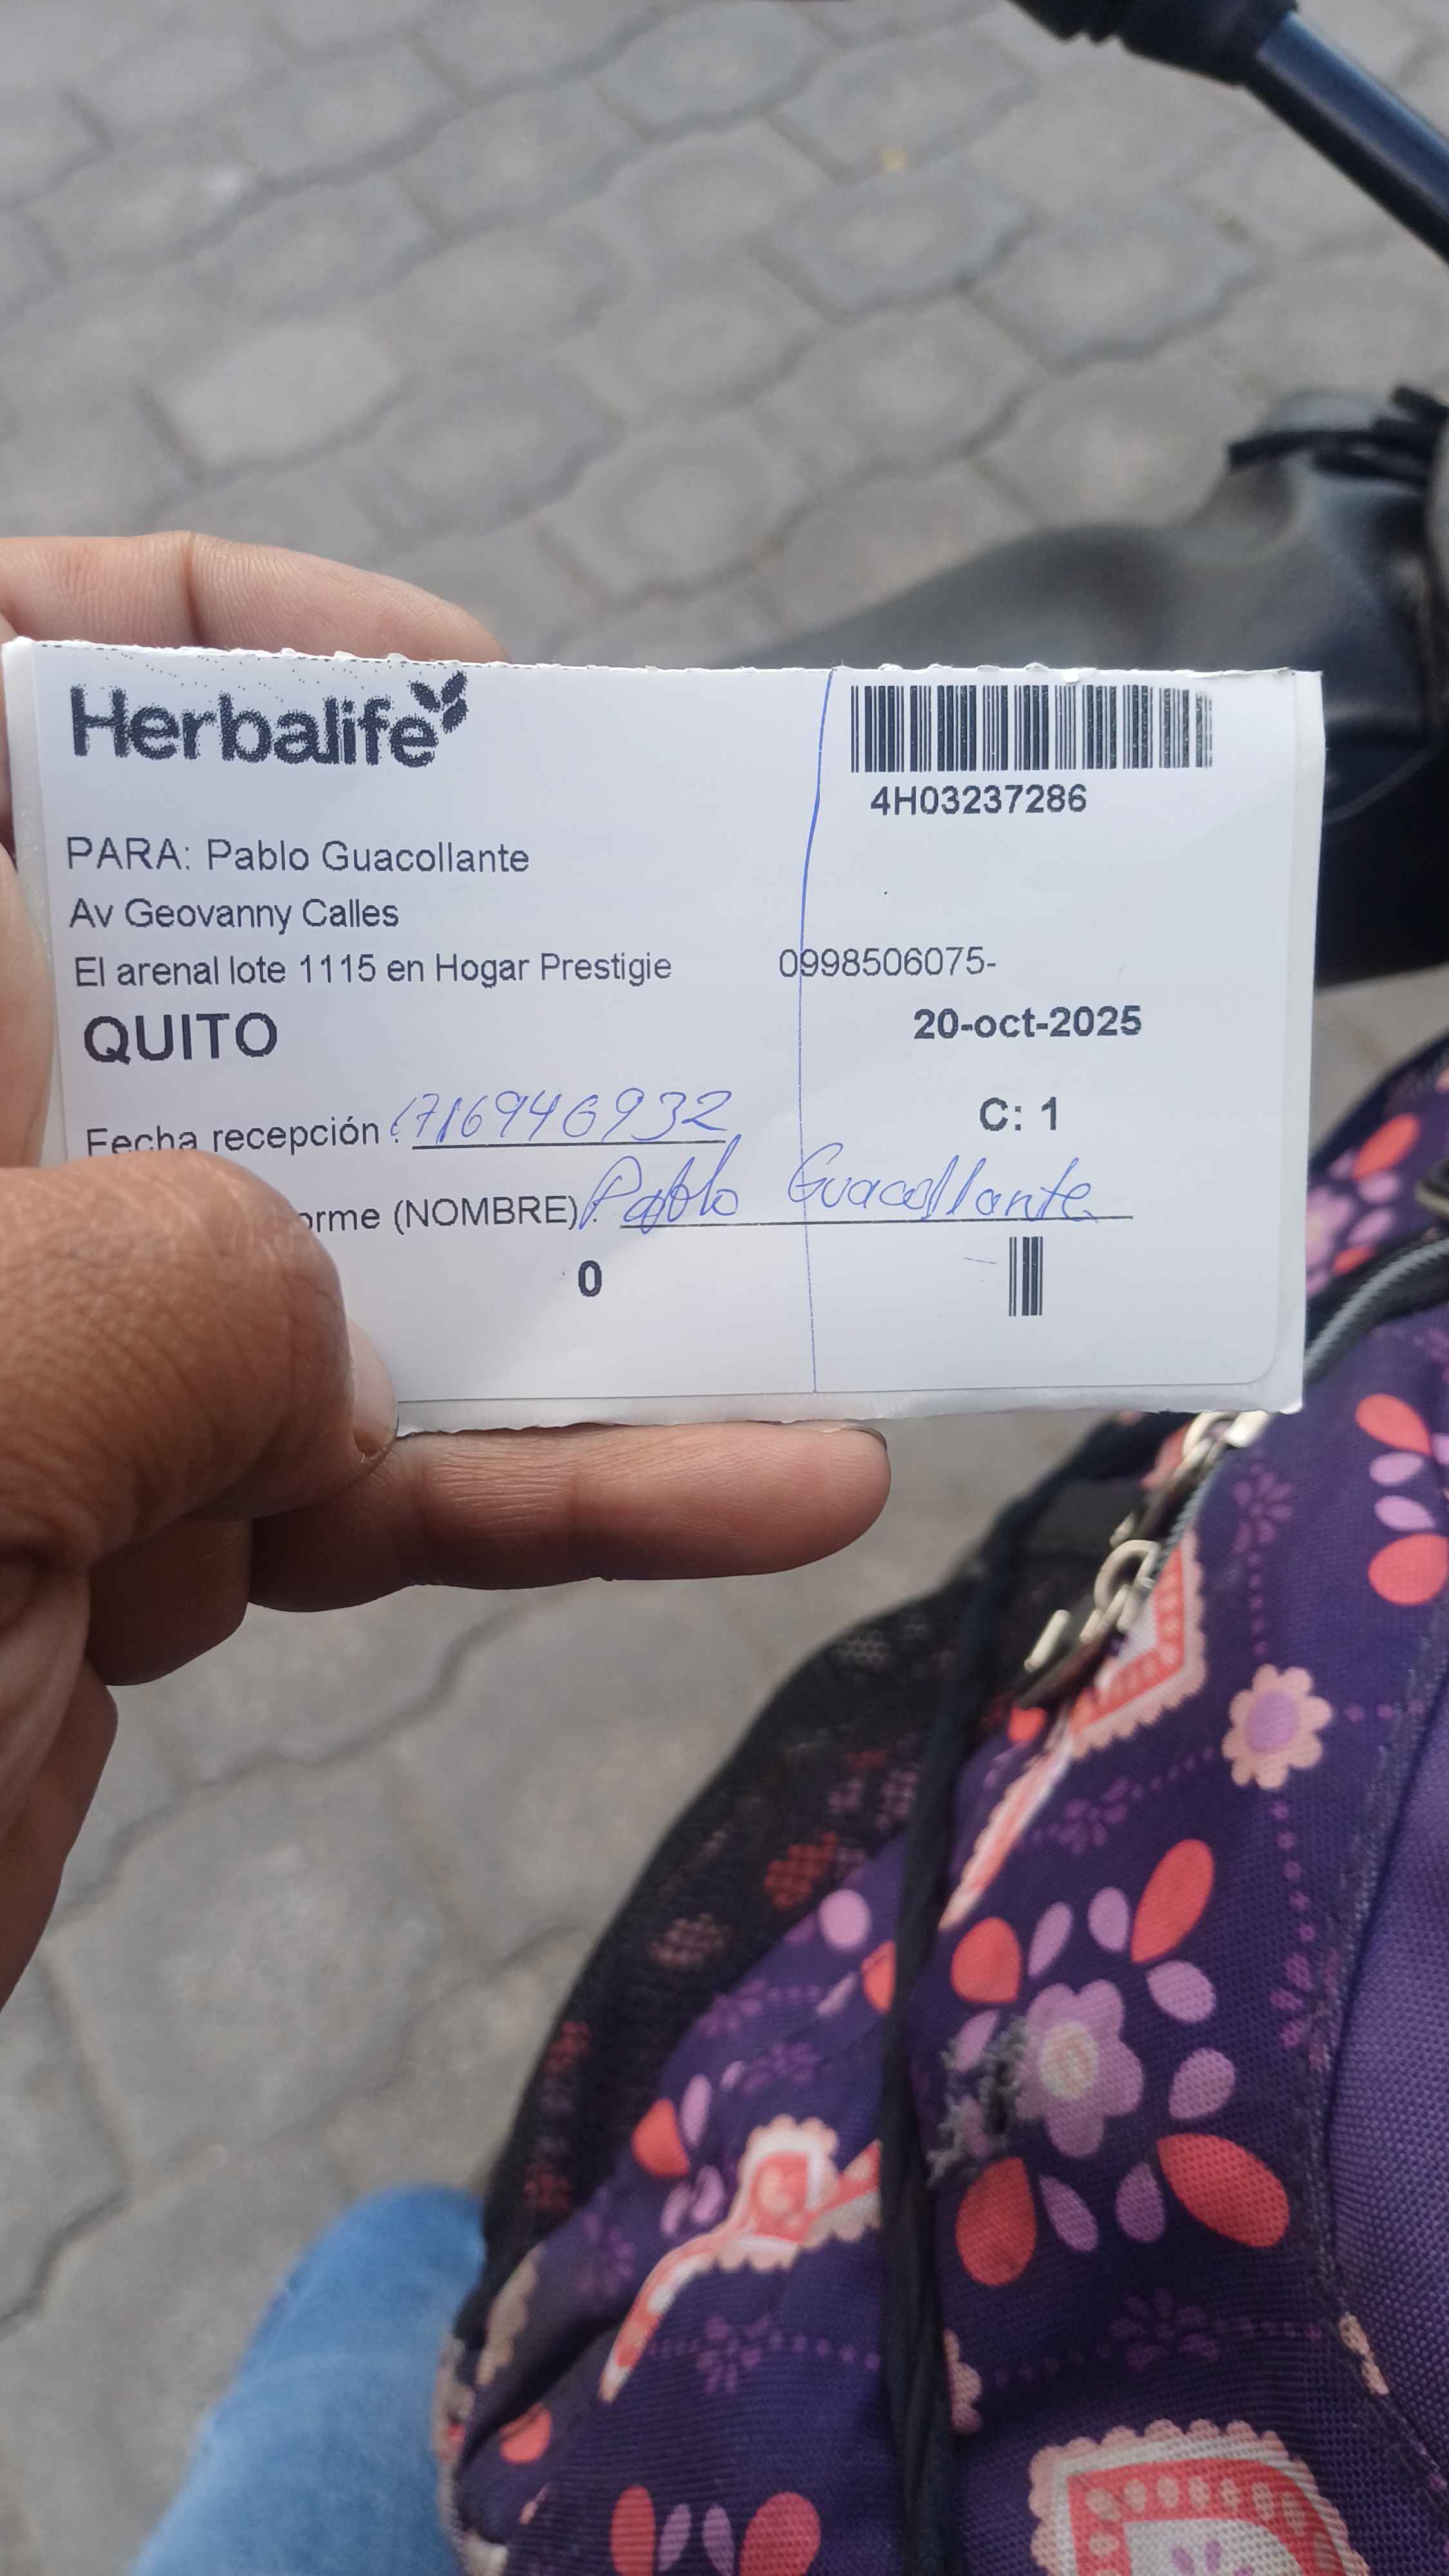 Herbalife
4H03237286
PARA: Pablo Guacollante
Av Geovanny Calles
El arenal lote 1115 en Hogar Prestigie 0998506075-
QUITO 20-oct-2025
Fecha recepción: 1716946932
C: 1
orme (NOMBRE): Pablo Guacollante
0